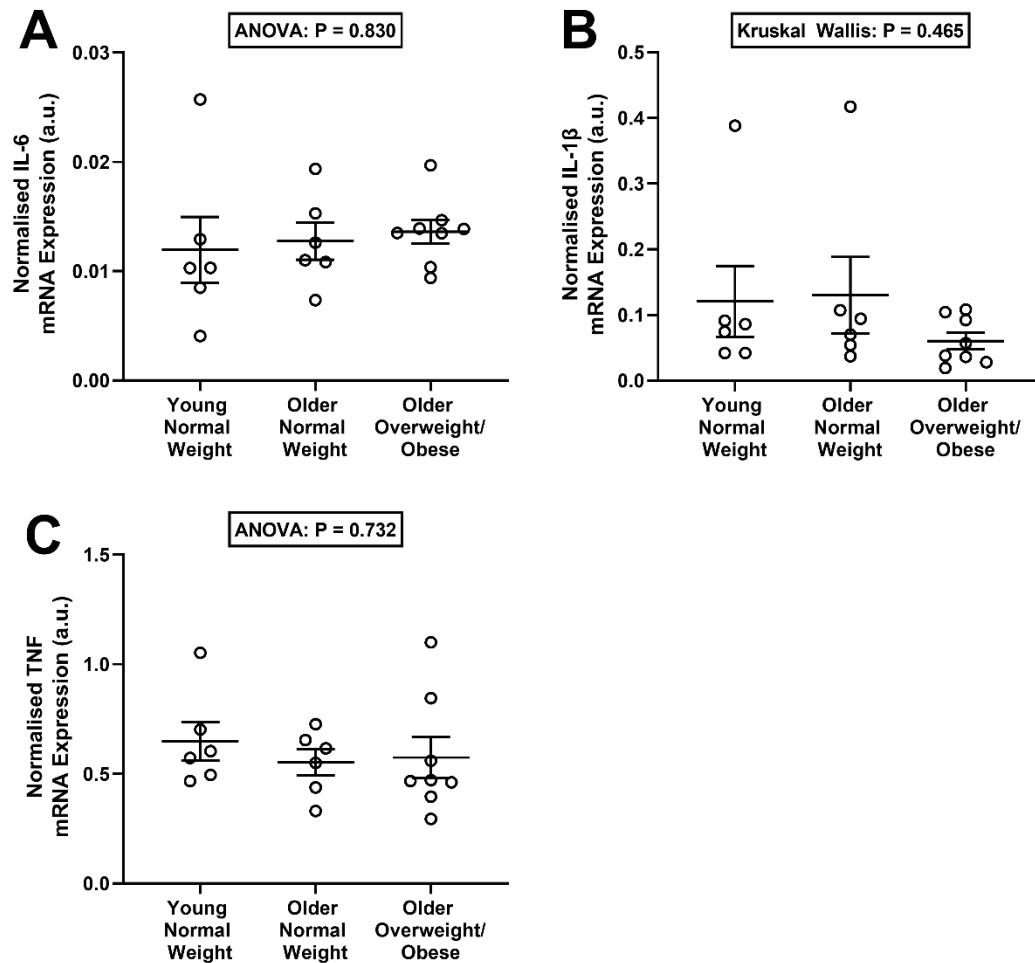 A
ANOVA: P = 0.830
Normalised IL-6
mRNA Expression (a.u.)
0.03
0.02
0.01
0.00
Young
Normal
Weight
Older
Normal
Weight
Older
Overweight/
Obese
B
Kruskal Wallis: P = 0.465
Normalised IL-1β
mRNA Expression (a.u.)
0.5
0.4
0.3
0.2
0.1
0.0
Young
Normal
Weight
Older
Normal
Weight
Older
Overweight/
Obese
C
ANOVA: P = 0.732
Normalised TNF
mRNA Expression (a.u.)
1.5
1.0
0.5
0.0
Young
Normal
Weight
Older
Normal
Weight
Older
Overweight/
Obese